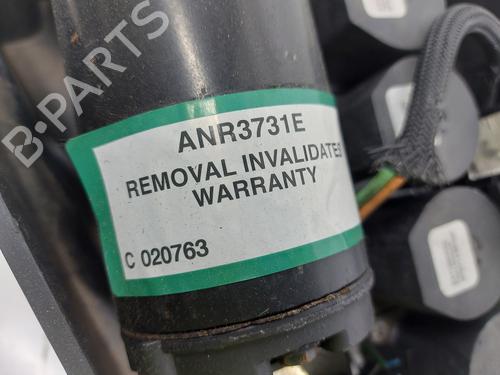 B-PARTS
ANR3731E
REMOVAL INVALIDATES
WARRANTY
C 020763